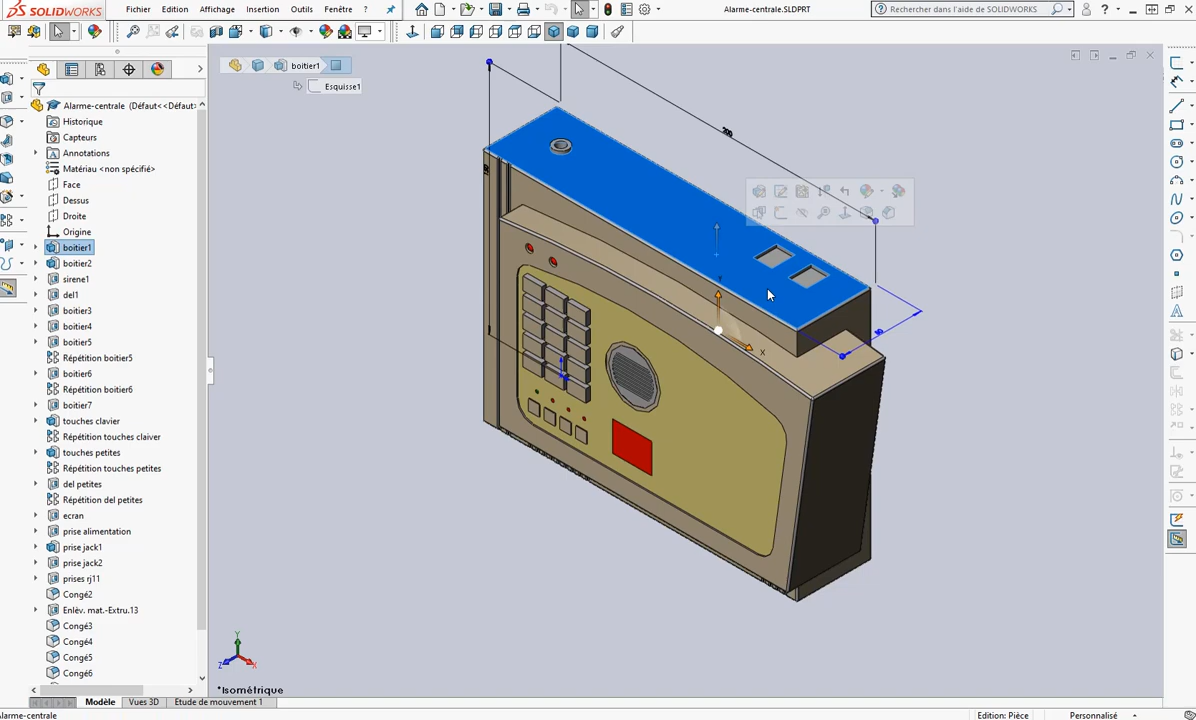 SOLIDWORKS
Fichier Edition Affichage Insertion Outils Fenêtre
Alarme-centrale.SLDPRT
Rechercher dans l'aide de SOLIDWORKS
boitier1
Esquisse1
Alarme-centrale (Défaut<<Défaut>
Historique
Capteurs
Annotations
Matériau <non spécifié>
Face
Dessus
Droite
Origine
boitier1
boitier2
sirene1
del1
boitier3
boitier4
boitier5
Répétition boitier5
boitier6
Répétition boitier6
boitier7
touches clavier
Répétition touches claiver
touches petites
Répétition touches petites
del petites
Répétition del petites
ecran
prise alimentation
prise jack1
prise jack2
prises rj11
Congé2
Enlèv. mat.-Extru.13
Congé3
Congé4
Congé5
Congé6
200
Y
X
Y
Z
X
*Isométrique
Modèle Vues 3D Etude de mouvement 1
Alarme-centrale
Edition: Pièce
Personnalisé